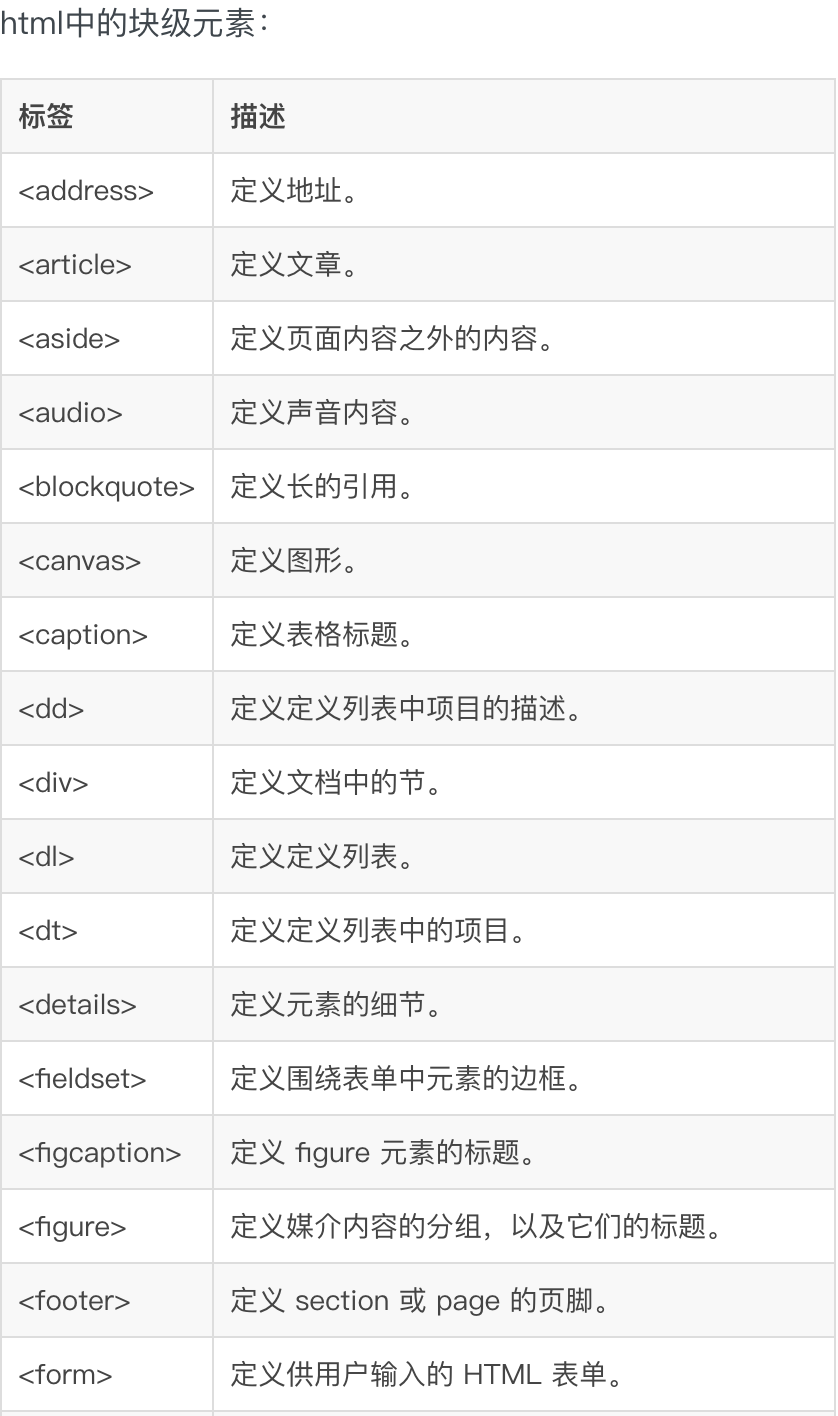 html中的块级元素：
标签 描述
<address> 定义地址。
<article> 定义文章。
<aside> 定义页面内容之外的内容。
<audio> 定义声音内容。
<blockquote> 定义长的引用。
<canvas> 定义图形。
<caption> 定义表格标题。
<dd> 定义定义列表中项目的描述。
<div> 定义文档中的节。
<dl> 定义定义列表。
<dt> 定义定义列表中的项目。
<details> 定义元素的细节。
<fieldset> 定义围绕表单中元素的边框。
<figcaption> 定义 figure 元素的标题。
<figure> 定义媒介内容的分组，以及它们的标题。
<footer> 定义 section 或 page 的页脚。
<form> 定义供用户输入的 HTML 表单。